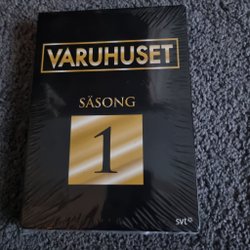 VARUHUSET
SÄSONG
1
svt